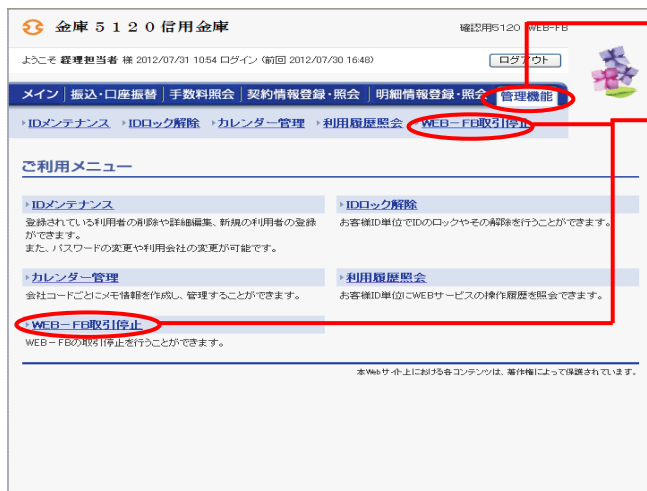 金庫５１２０信用金庫
確認用5120 WEB-FB
ようこそ 経理担当者 様 2012/07/31 10:54 ログイン (前回 2012/07/30 16:48)
ログアウト
メイン 振込・口座振替 手数料照会 契約情報登録・照会 明細情報登録・照会 管理機能
IDメンテナンス IDロック解除 カレンダー管理 利用履歴照会 WEB－FB取引停止
ご利用メニュー
IDメンテナンス
登録されている利用者の削除や詳細編集、新規の利用者の登録
ができます。
また、パスワードの変更や利用会社の変更が可能です。
IDロック解除
お客様ID単位でIDのロックやその解除を行うことができます。
カレンダー管理
会社コードごとにメモ情報を作成し、管理することができます。
利用履歴照会
お客様ID単位にWEBサービスの操作履歴を照会できます。
WEB－FB取引停止
WEB－FBの取引停止を行うことができます。
本Webサイト上における各コンテンツは、著作権によって保護されています。